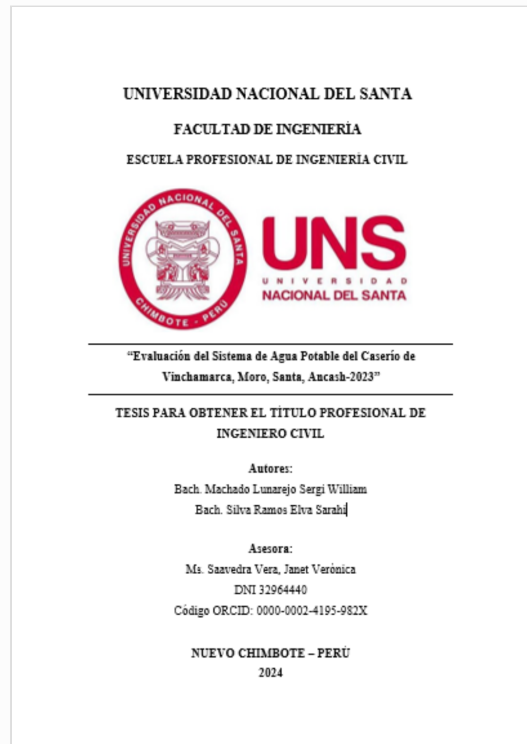 UNIVERSIDAD NACIONAL DEL SANTA
FACULTAD DE INGENIERÍA
ESCUELA PROFESIONAL DE INGENIERÍA CIVIL
UNIVERSIDAD NACIONAL DEL SANTA
CHIMBOTE - PERÚ
UNS
UNIVERSIDAD
NACIONAL DEL SANTA
“Evaluación del Sistema de Agua Potable del Caserío de
Vinchamarca, Moro, Santa, Ancash-2023”
TESIS PARA OBTENER EL TÍTULO PROFESIONAL DE
INGENIERO CIVIL
Autores:
Bach. Machado Lunarejo Sergi William
Bach. Silva Ramos Elva Sarahí
Asesora:
Ms. Saavedra Vera, Janet Verónica
DNI 32964440
Código ORCID: 0000-0002-4195-982X
NUEVO CHIMBOTE – PERÚ
2024